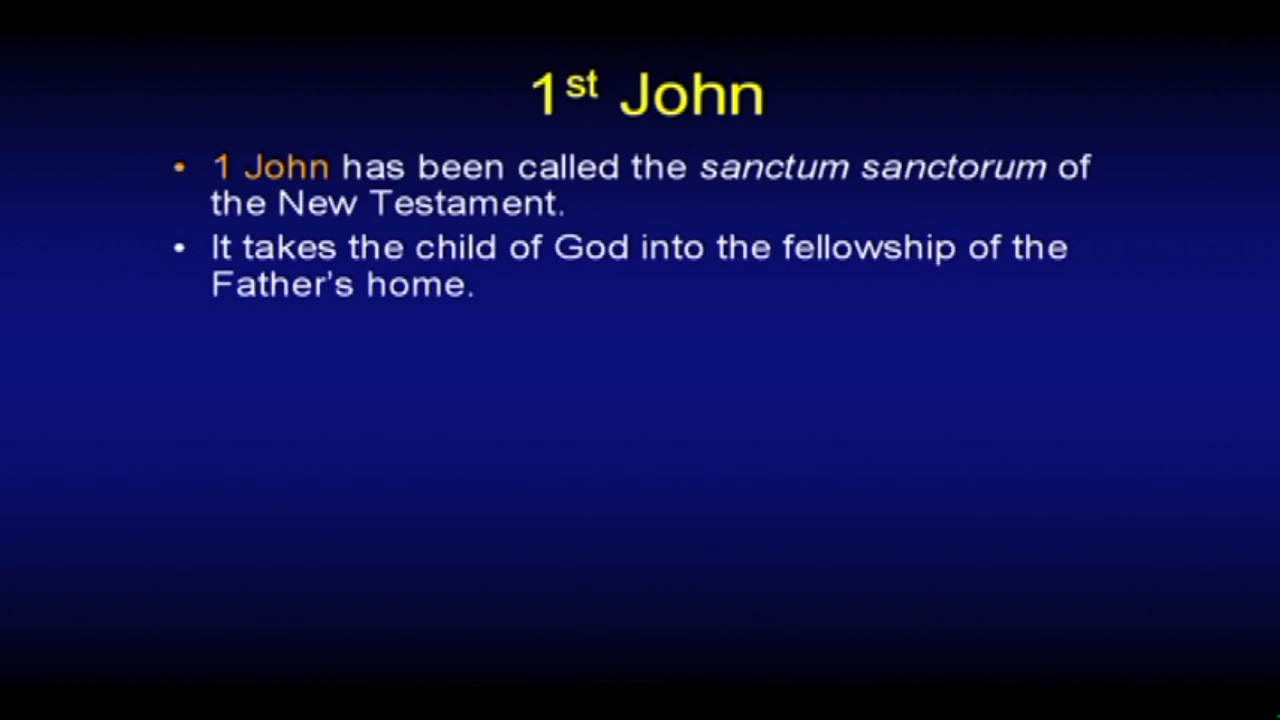 1st John
• 1 John has been called the sanctum sanctorum of
the New Testament.
• It takes the child of God into the fellowship of the
Father's home.